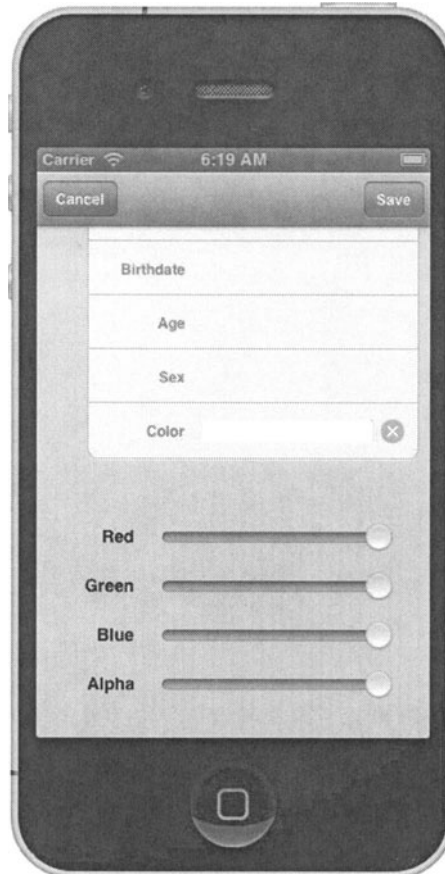 Carrier 6:19 AM
Cancel Save
Birthdate
Age
Sex
Color
Red
Green
Blue
Alpha